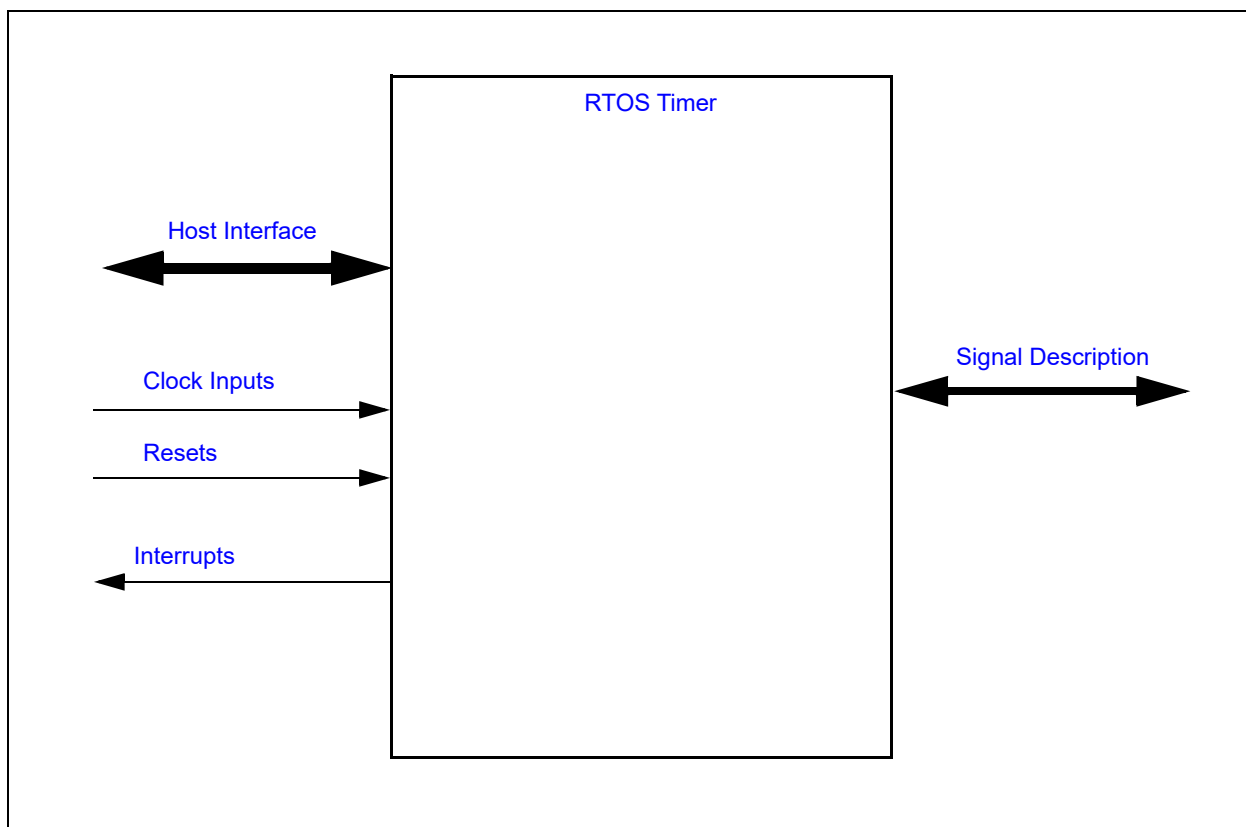 RTOS Timer
Host Interface
Clock Inputs
Resets
Interrupts
Signal Description